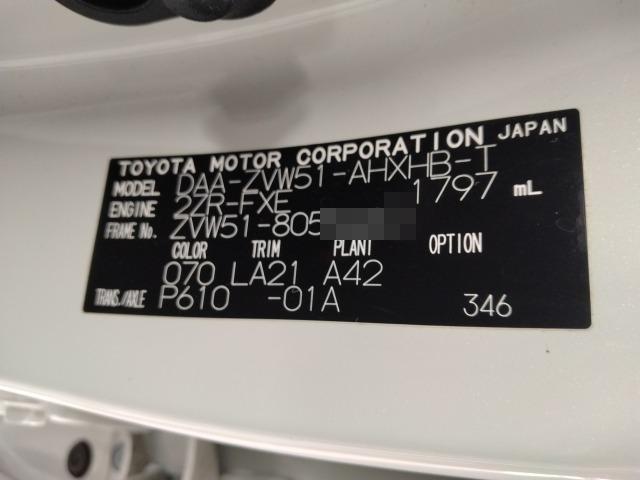 TOYOTA MOTOR CORPORATION JAPAN
MODEL DAA-ZVW51-AHXHB-T
ENGINE 2ZR-FXE 1797 mL
FRAME No. ZVW51-805
COLOR TRIM PLANT OPTION
070 LA21 A42
TRANS./AXLE P610 -01A 346